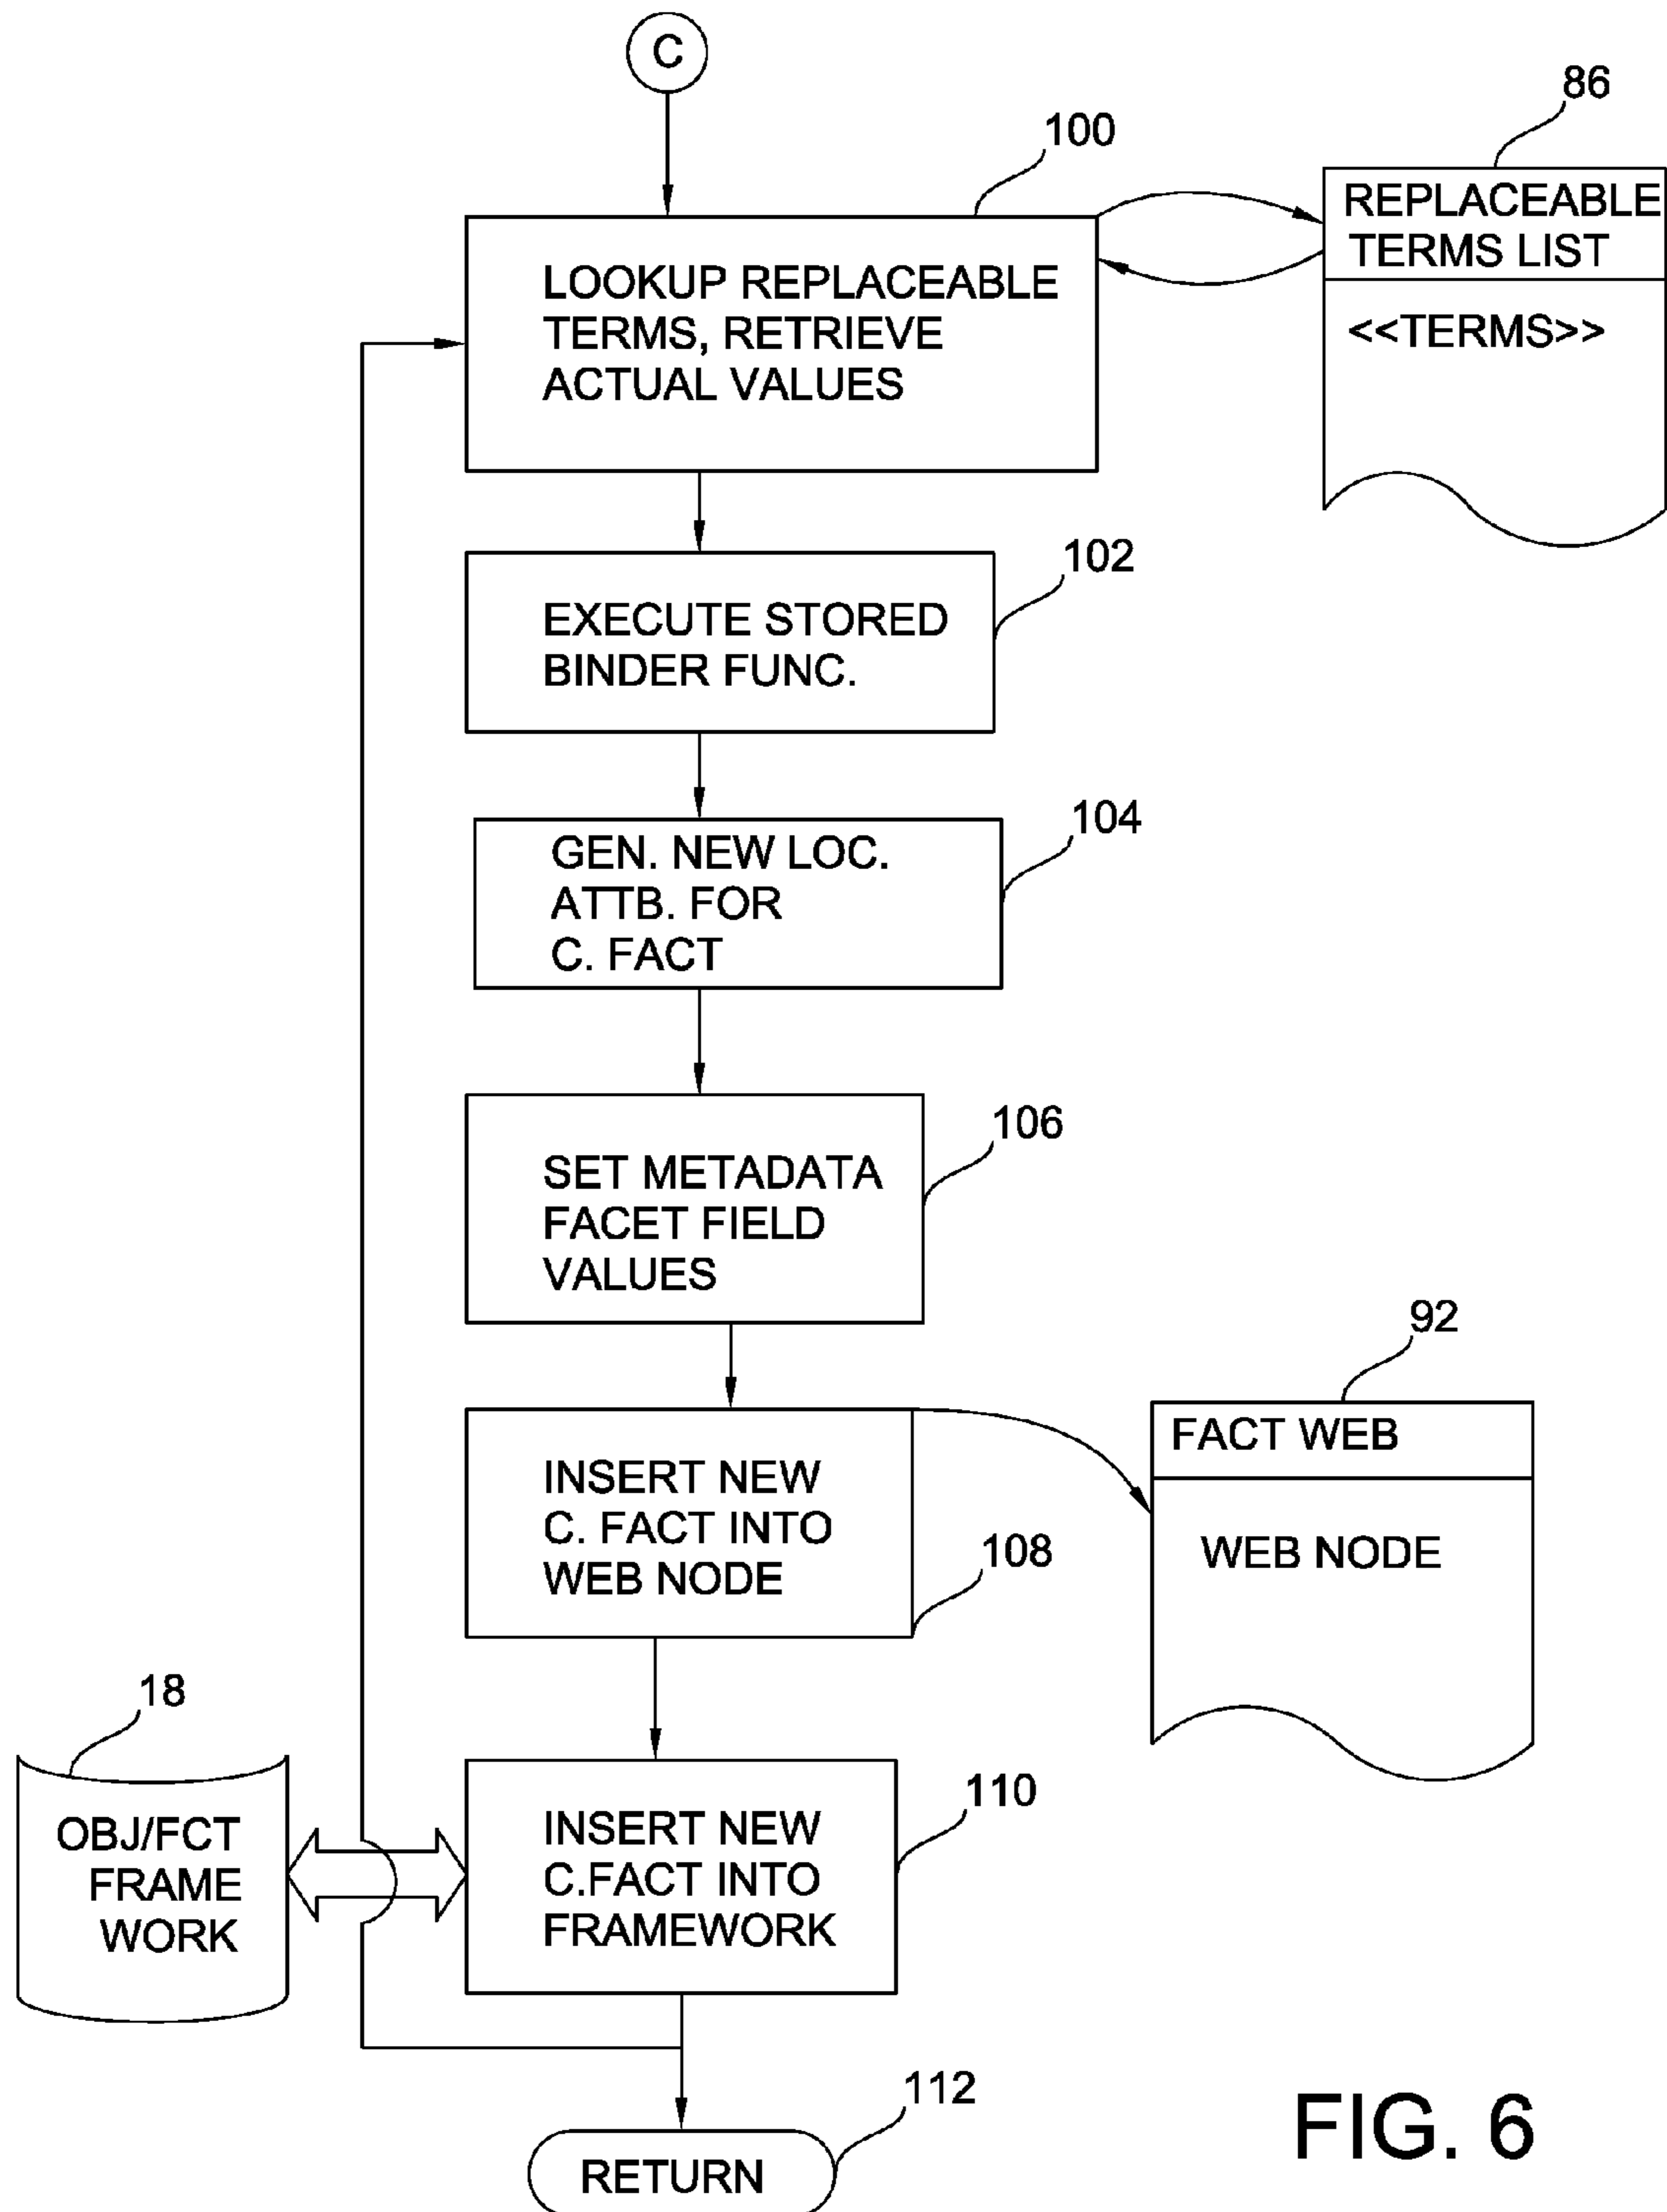 C
86
100
REPLACEABLE
TERMS LIST
<<TERMS>>
LOOKUP REPLACEABLE
TERMS, RETRIEVE
ACTUAL VALUES
102
EXECUTE STORED
BINDER FUNC.
104
GEN. NEW LOC.
ATTB. FOR
C. FACT
106
SET METADATA
FACET FIELD
VALUES
92
FACT WEB
WEB NODE
INSERT NEW
C. FACT INTO
WEB NODE
108
18
OBJ/FCT
FRAME
WORK
110
INSERT NEW
C.FACT INTO
FRAMEWORK
112
RETURN
FIG. 6